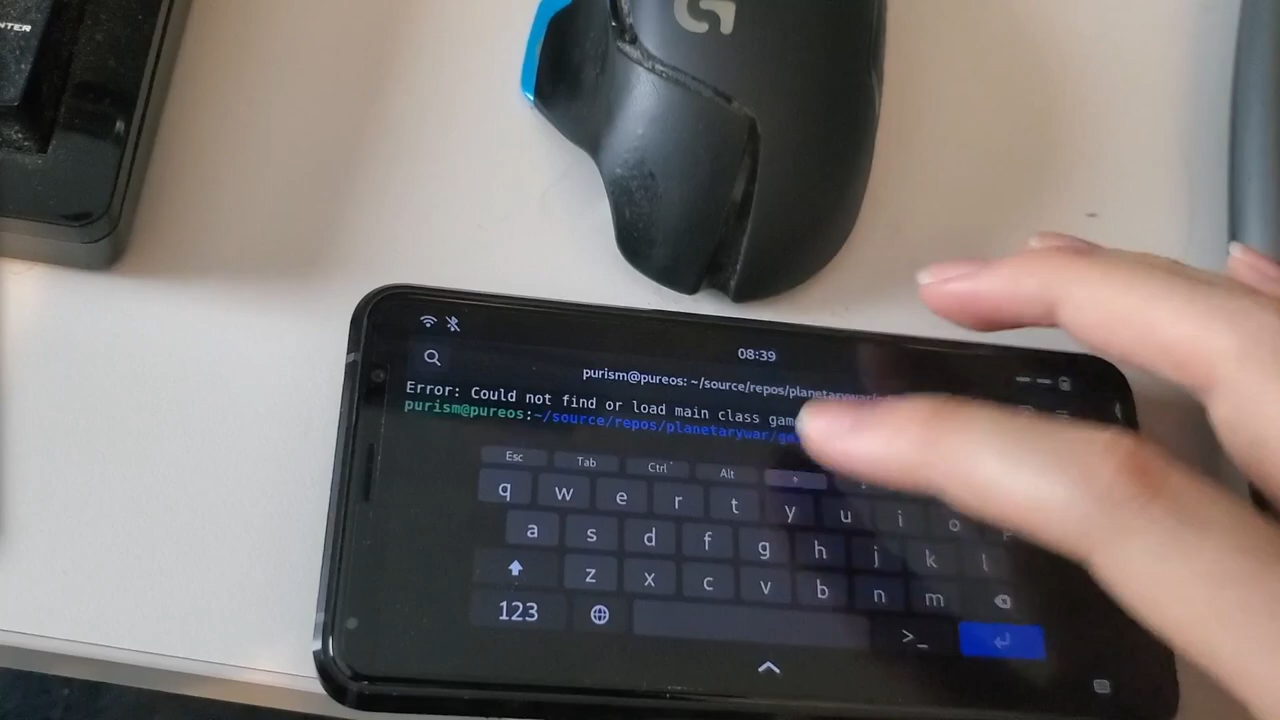 NTER
G
08:39
purism@pureos: ~/source/repos/planetarywar/
Error: Could not find or load main class
purism@pureos:~/source/repos/planetarywar/
Esc Tab Ctrl Alt ↑
q w e r t y u i o
a s d f g h j k l
z x c v b n m
123 >_